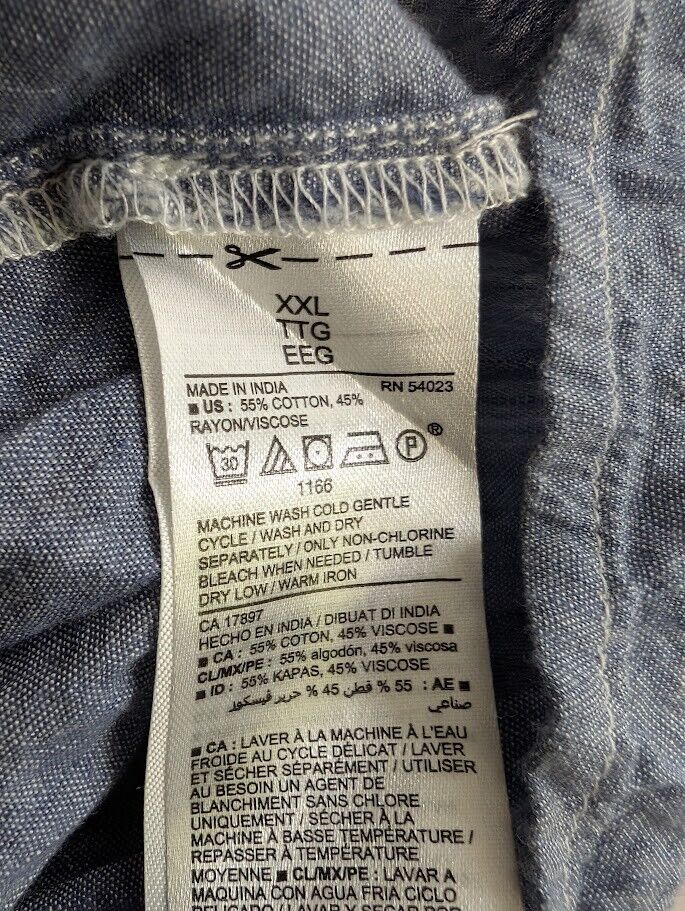 XXL
TTG
EEG
MADE IN INDIA RN 54023
■ US : 55% COTTON, 45%
RAYON/VISCOSE
30 P ®
1166
MACHINE WASH COLD GENTLE
CYCLE / WASH AND DRY
SEPARATELY / ONLY NON-CHLORINE
BLEACH WHEN NEEDED / TUMBLE
DRY LOW / WARM IRON
CA 17897
HECHO EN INDIA / DIBUAT DI INDIA
■ CA : 55% COTON, 45% VISCOSE ■
CL/MX/PE : 55% algodón, 45% viscosa
■ ID : 55% KAPAS, 45% VISCOSE
■ AE : 55 % قطن 45 % حرير فيسكوز
صناعي
■ CA : LAVER À LA MACHINE À L'EAU
FROIDE AU CYCLE DÉLICAT / LAVER
ET SÉCHER SÉPARÉMENT / UTILISER
AU BESOIN UN AGENT DE
BLANCHIMENT SANS CHLORE
UNIQUEMENT / SÉCHER À LA
MACHINE À BASSE TEMPÉRATURE /
REPASSER À TEMPÉRATURE
MOYENNE ■ CL/MX/PE : LAVAR A
MAQUINA CON AGUA FRIA CICLO
DELICADO / LAVAR Y SECAR POR